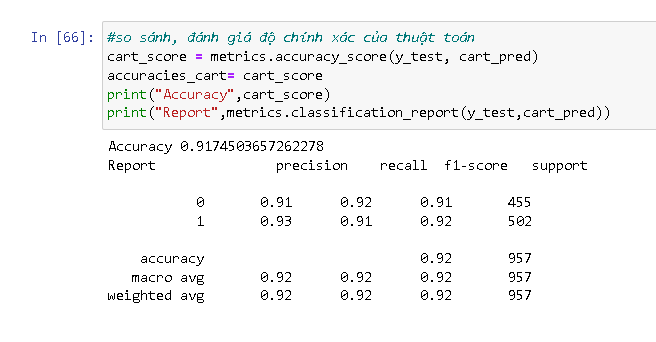 In [66]: #so sánh, đánh giá độ chính xác của thuật toán
cart_score = metrics.accuracy_score(y_test, cart_pred)
accuracies_cart= cart_score
print("Accuracy",cart_score)
print("Report",metrics.classification_report(y_test,cart_pred))
Accuracy 0.9174503657262278
Report precision recall f1-score support
0 0.91 0.92 0.91 455
1 0.93 0.91 0.92 502
accuracy 0.92 957
macro avg 0.92 0.92 0.92 957
weighted avg 0.92 0.92 0.92 957